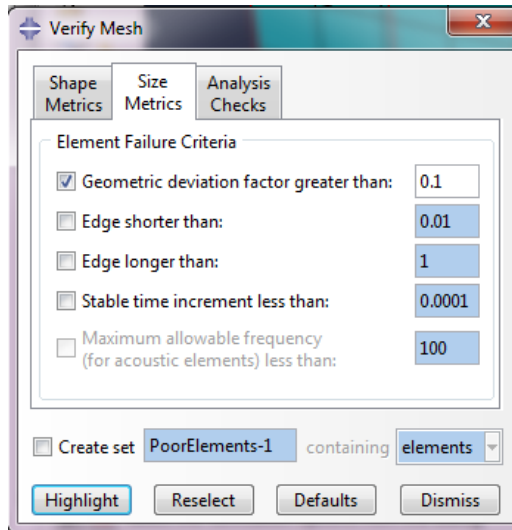 Verify Mesh
x
Shape
Metrics
Size
Metrics
Analysis
Checks
Element Failure Criteria
Geometric deviation factor greater than: 0.1
Edge shorter than: 0.01
Edge longer than: 1
Stable time increment less than: 0.0001
Maximum allowable frequency
(for acoustic elements) less than: 100
Create set PoorElements-1 containing elements
Highlight Reselect Defaults Dismiss